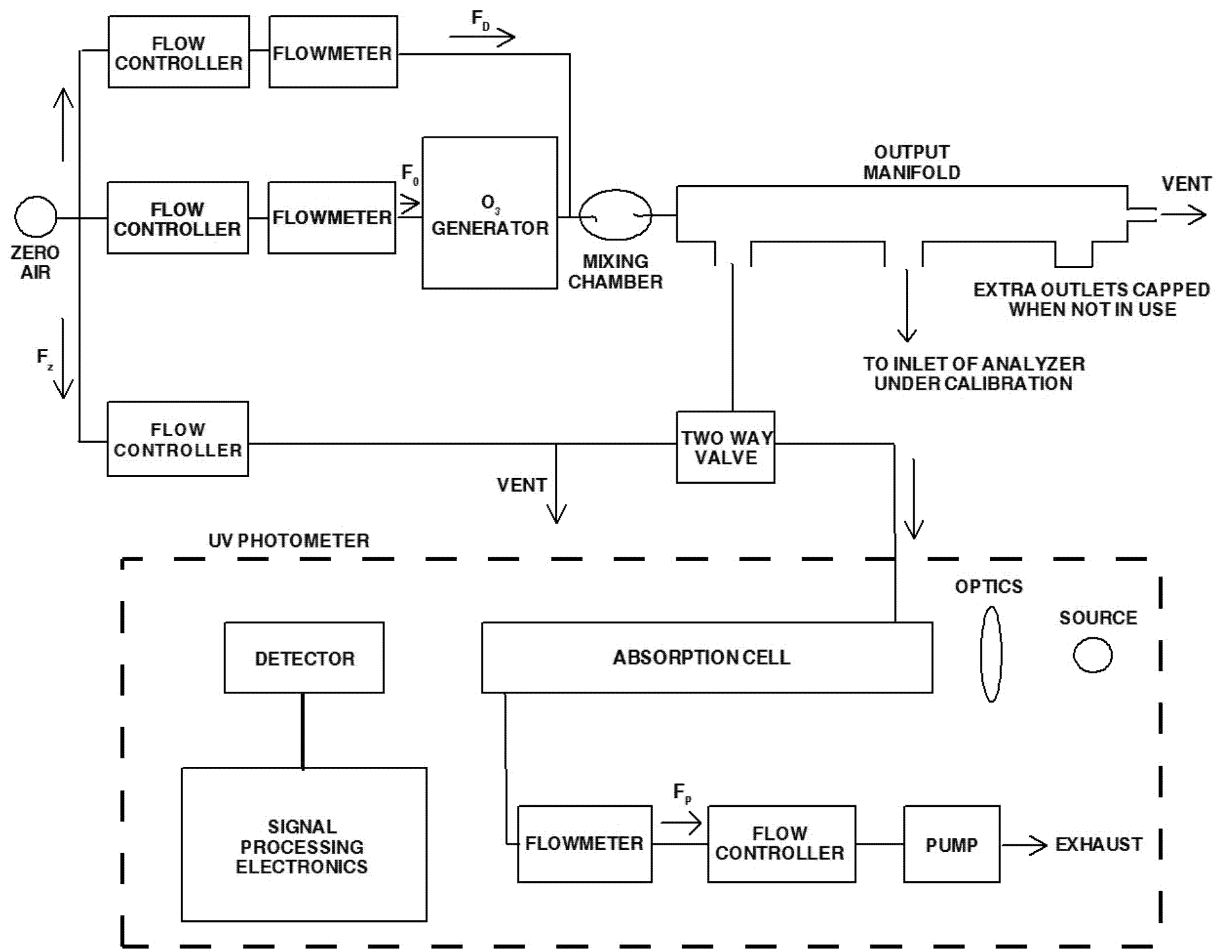 FLOW
CONTROLLER
FLOWMETER
F_D
FLOW
CONTROLLER
FLOWMETER
F_0
O_3
GENERATOR
ZERO
AIR
MIXING
CHAMBER
OUTPUT
MANIFOLD
VENT
EXTRA OUTLETS CAPPED
WHEN NOT IN USE
TO INLET OF ANALYZER
UNDER CALIBRATION
F_z
FLOW
CONTROLLER
VENT
TWO WAY
VALVE
UV PHOTOMETER
OPTICS
SOURCE
DETECTOR
ABSORPTION CELL
SIGNAL
PROCESSING
ELECTRONICS
FLOWMETER
F_p
FLOW
CONTROLLER
PUMP
EXHAUST